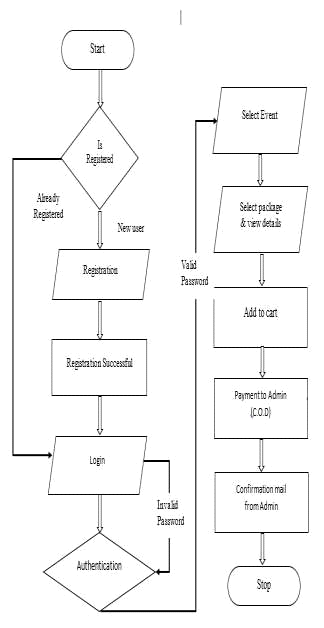 Start
Is
Registered
Already
Registered
New user
Registration
Registration Successful
Login
Invalid
Password
Authentication
Valid
Password
Select Event
Select package
& view details
Add to cart
Payment to Admin
(C.O.D)
Confirmation mail
from Admin
Stop